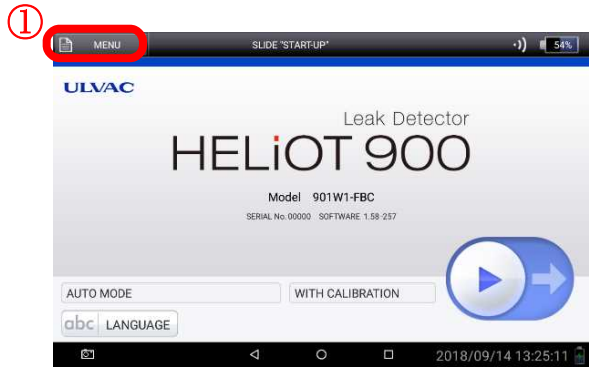 ①
MENU
SLIDE "START-UP"
54%
ULVAC
Leak Detector
HELiOT 900
Model 901W1-FBC
SERIAL No. 00000 SOFTWARE 1.58-257
AUTO MODE
WITH CALIBRATION
abc LANGUAGE
2018/09/14 13:25:11